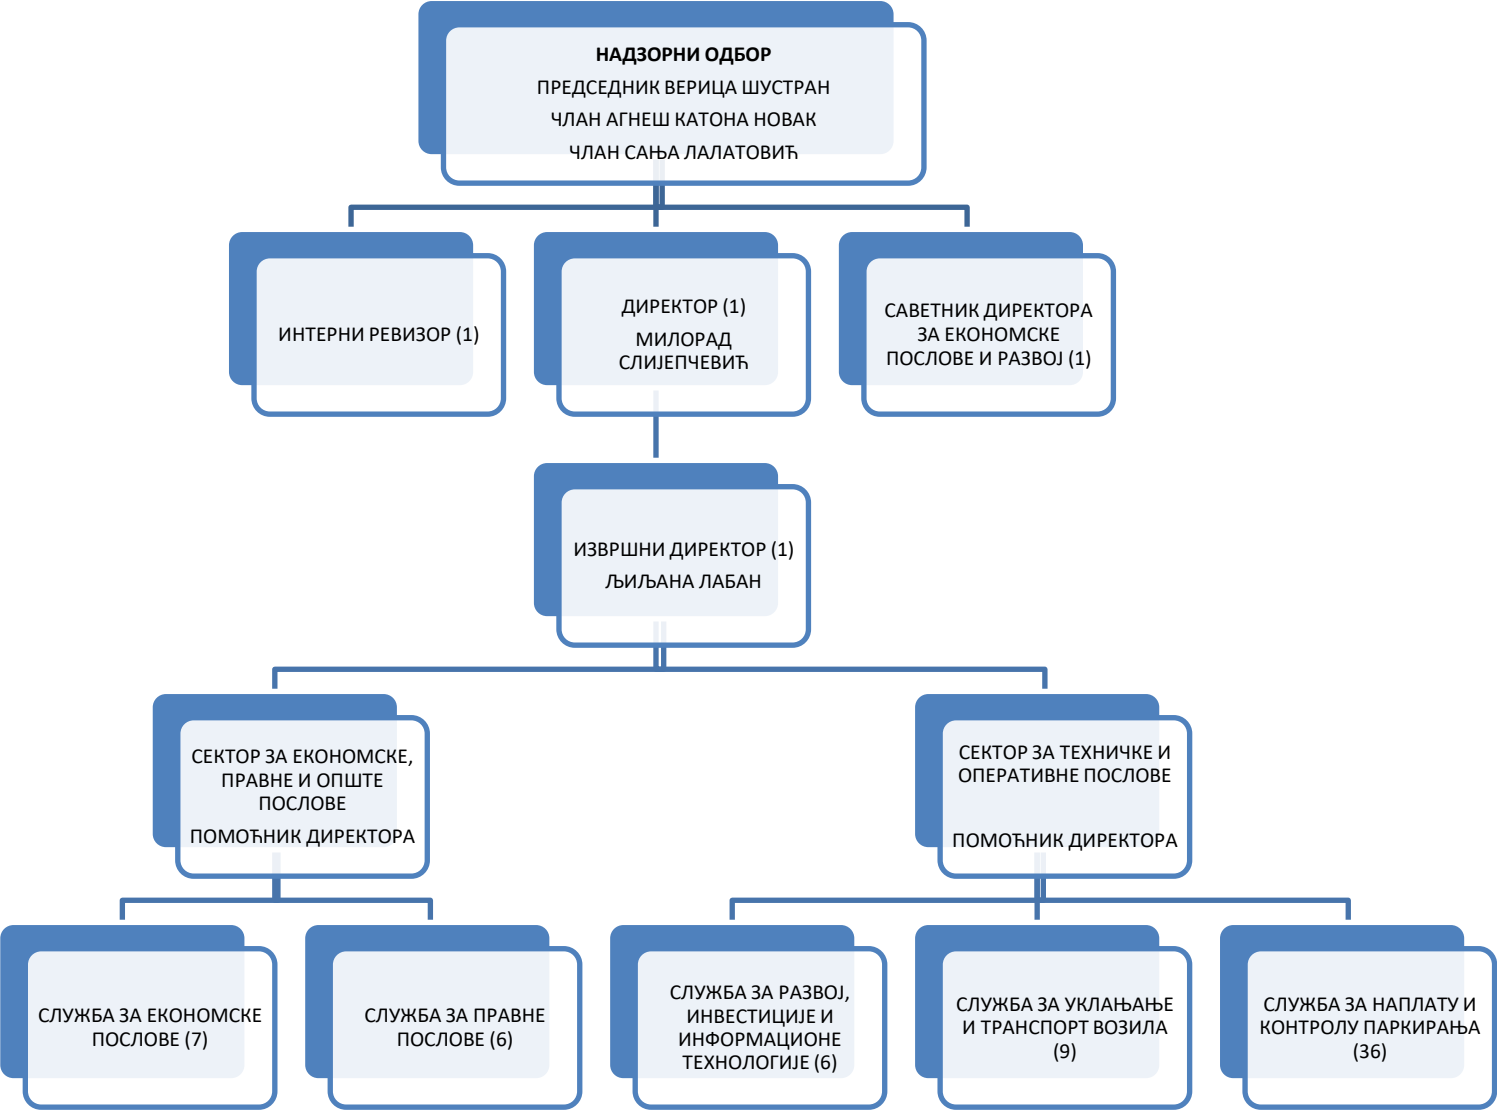 НАДЗОРНИ ОДБОР
ПРЕДСЕДНИК ВЕРИЦА ШУСТРАН
ЧЛАН АГНЕШ КАТОНА НОВАК
ЧЛАН САЊА ЛАЛАТОВИЋ
ИНТЕРНИ РЕВИЗОР (1)
ДИРЕКТОР (1)
МИЛОРАД
СЛИЈЕПЧЕВИЋ
САВЕТНИК ДИРЕКТОРА
ЗА ЕКОНОМСКЕ
ПОСЛОВЕ И РАЗВОЈ (1)
ИЗВРШНИ ДИРЕКТОР (1)
ЉИЉАНА ЛАБАН
СЕКТОР ЗА ЕКОНОМСКЕ,
ПРАВНЕ И ОПШТЕ
ПОСЛОВЕ
ПОМОЋНИК ДИРЕКТОРА
СЕКТОР ЗА ТЕХНИЧКЕ И
ОПЕРАТИВНЕ ПОСЛОВЕ
ПОМОЋНИК ДИРЕКТОРА
СЛУЖБА ЗА ЕКОНОМСКЕ
ПОСЛОВЕ (7)
СЛУЖБА ЗА ПРАВНЕ
ПОСЛОВЕ (6)
СЛУЖБА ЗА РАЗВОЈ,
ИНВЕСТИЦИЈЕ И
ИНФОРМАЦИОНЕ
ТЕХНОЛОГИЈЕ (6)
СЛУЖБА ЗА УКЛАЊАЊЕ
И ТРАНСПОРТ ВОЗИЛА
(9)
СЛУЖБА ЗА НАПЛАТУ И
КОНТРОЛУ ПАРКИРАЊА
(36)